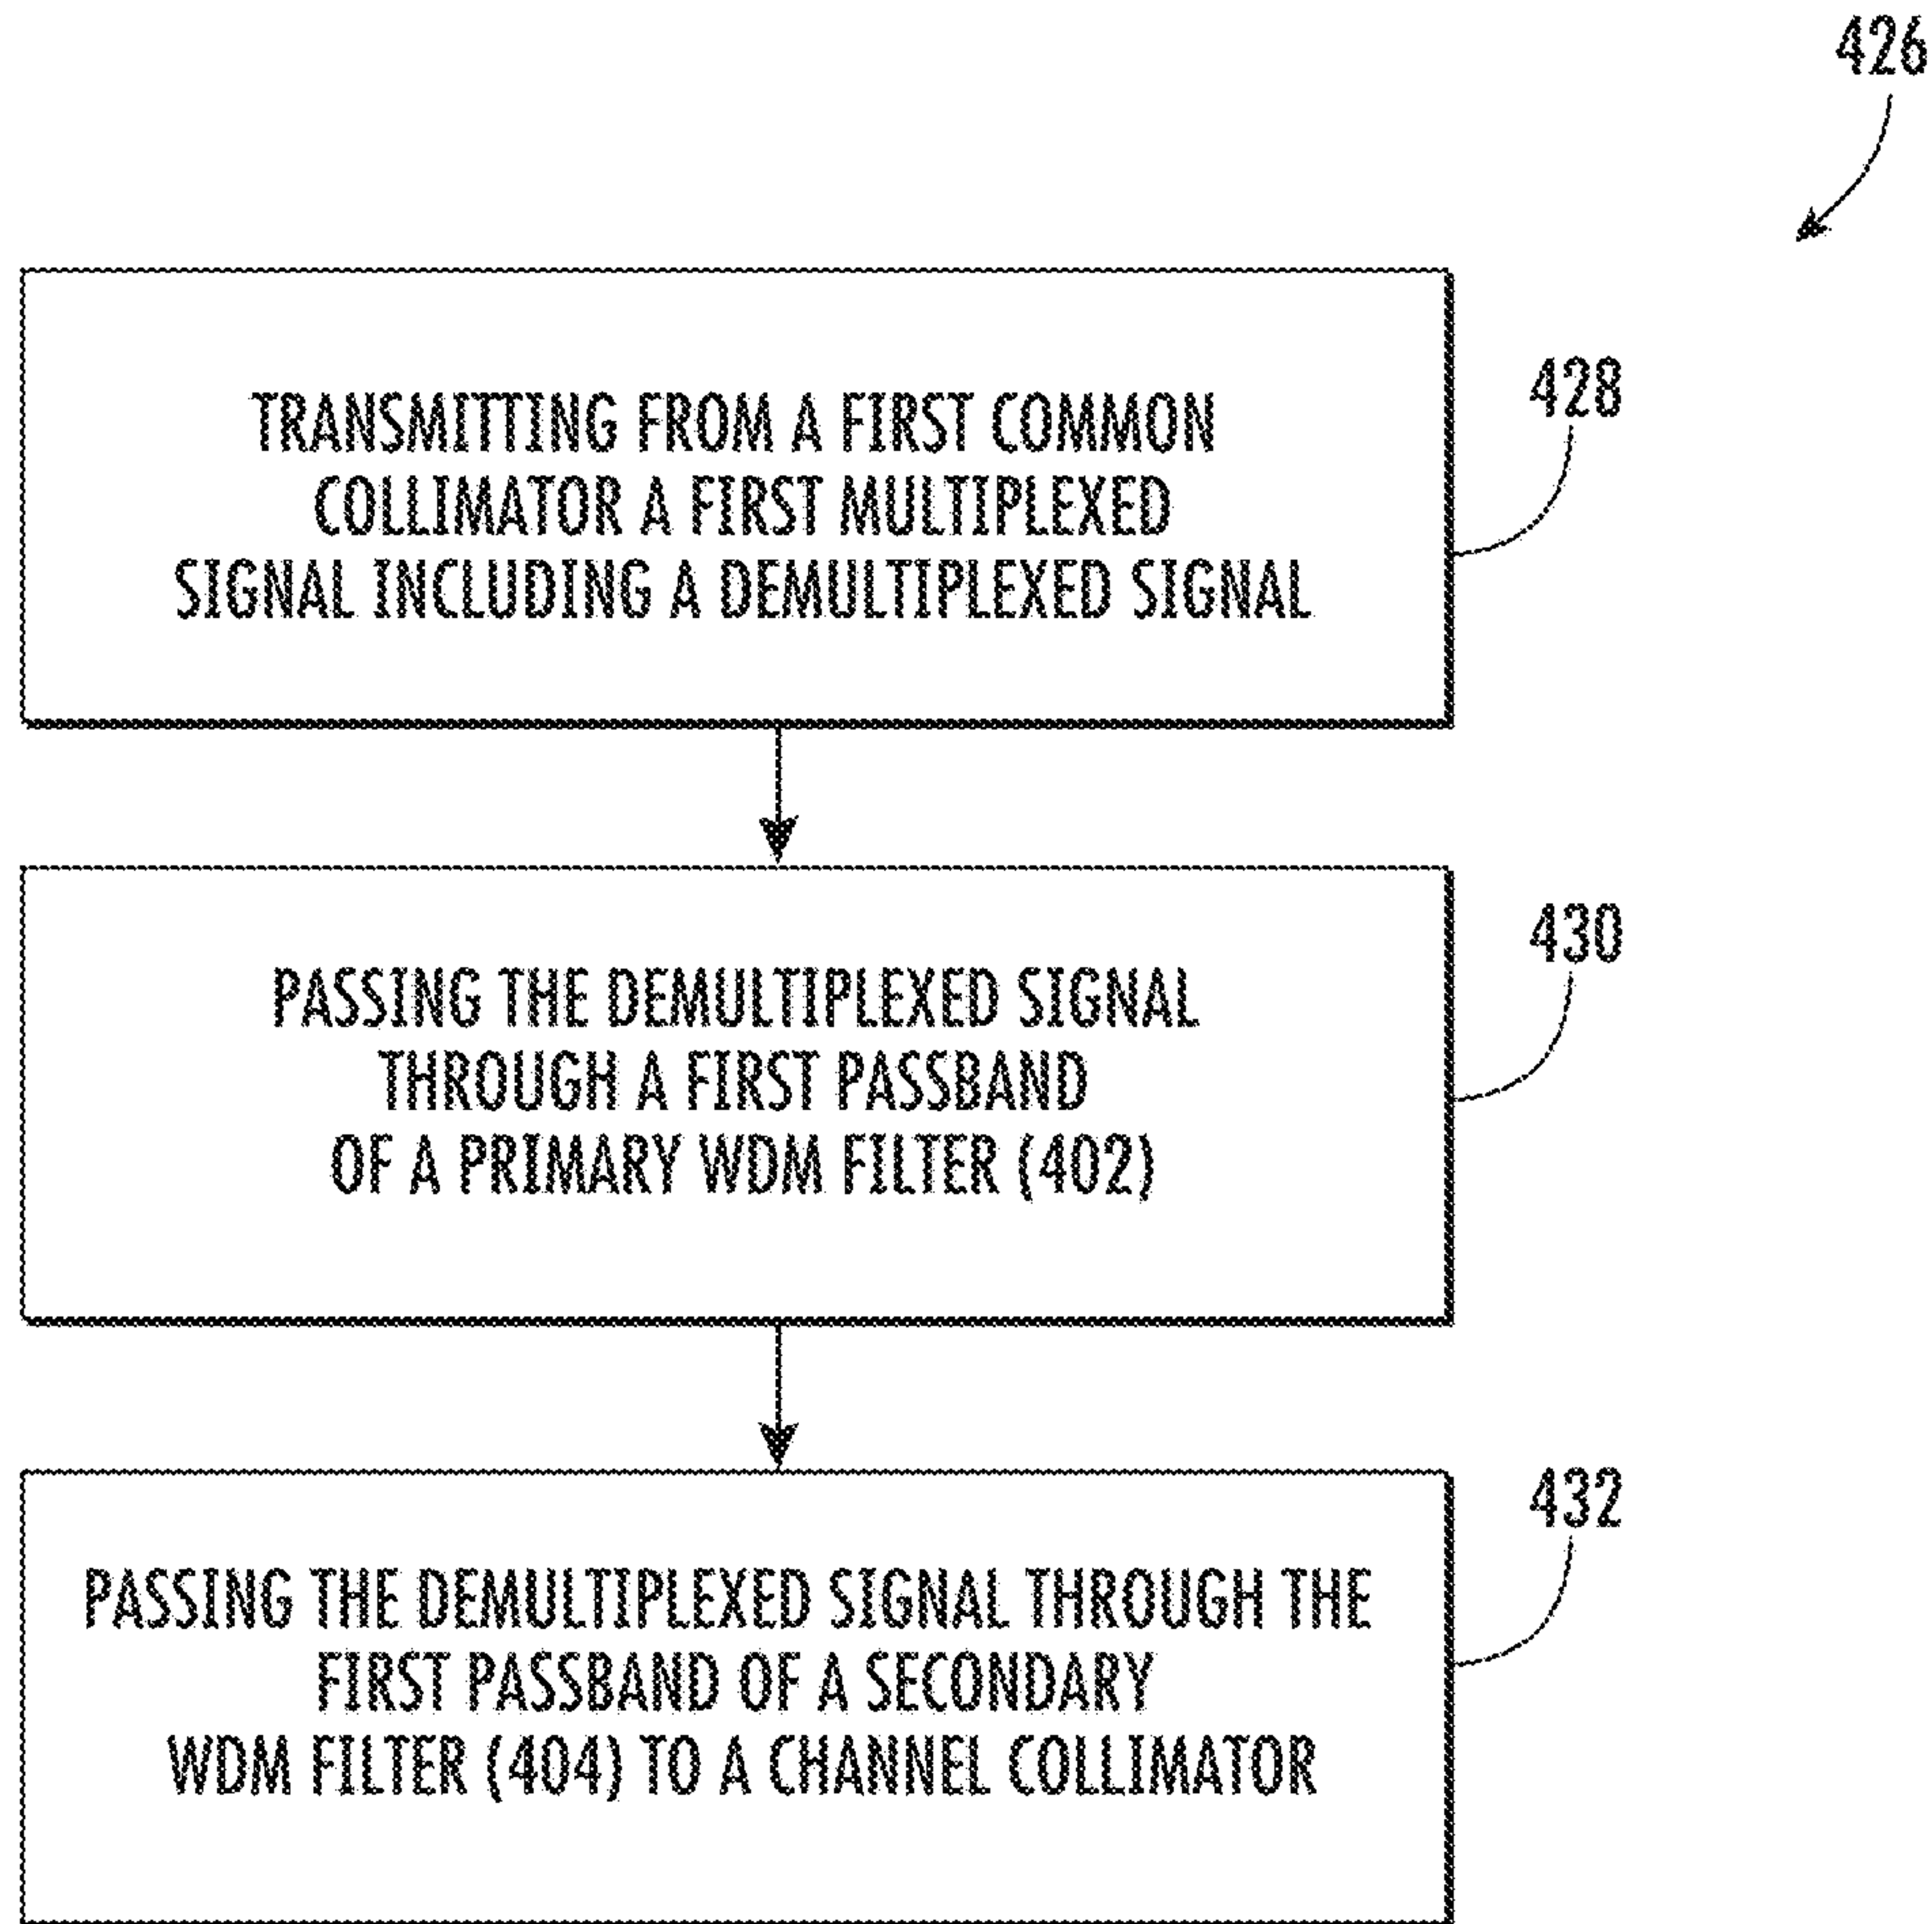 426
TRANSMITTING FROM A FIRST COMMON
COLLIMATOR A FIRST MULTIPLEXED
SIGNAL INCLUDING A DEMULTIPLEXED SIGNAL
428
PASSING THE DEMULTIPLEXED SIGNAL
THROUGH A FIRST PASSBAND
OF A PRIMARY WDM FILTER (402)
430
PASSING THE DEMULTIPLEXED SIGNAL THROUGH THE
FIRST PASSBAND OF A SECONDARY
WDM FILTER (404) TO A CHANNEL COLLIMATOR
432